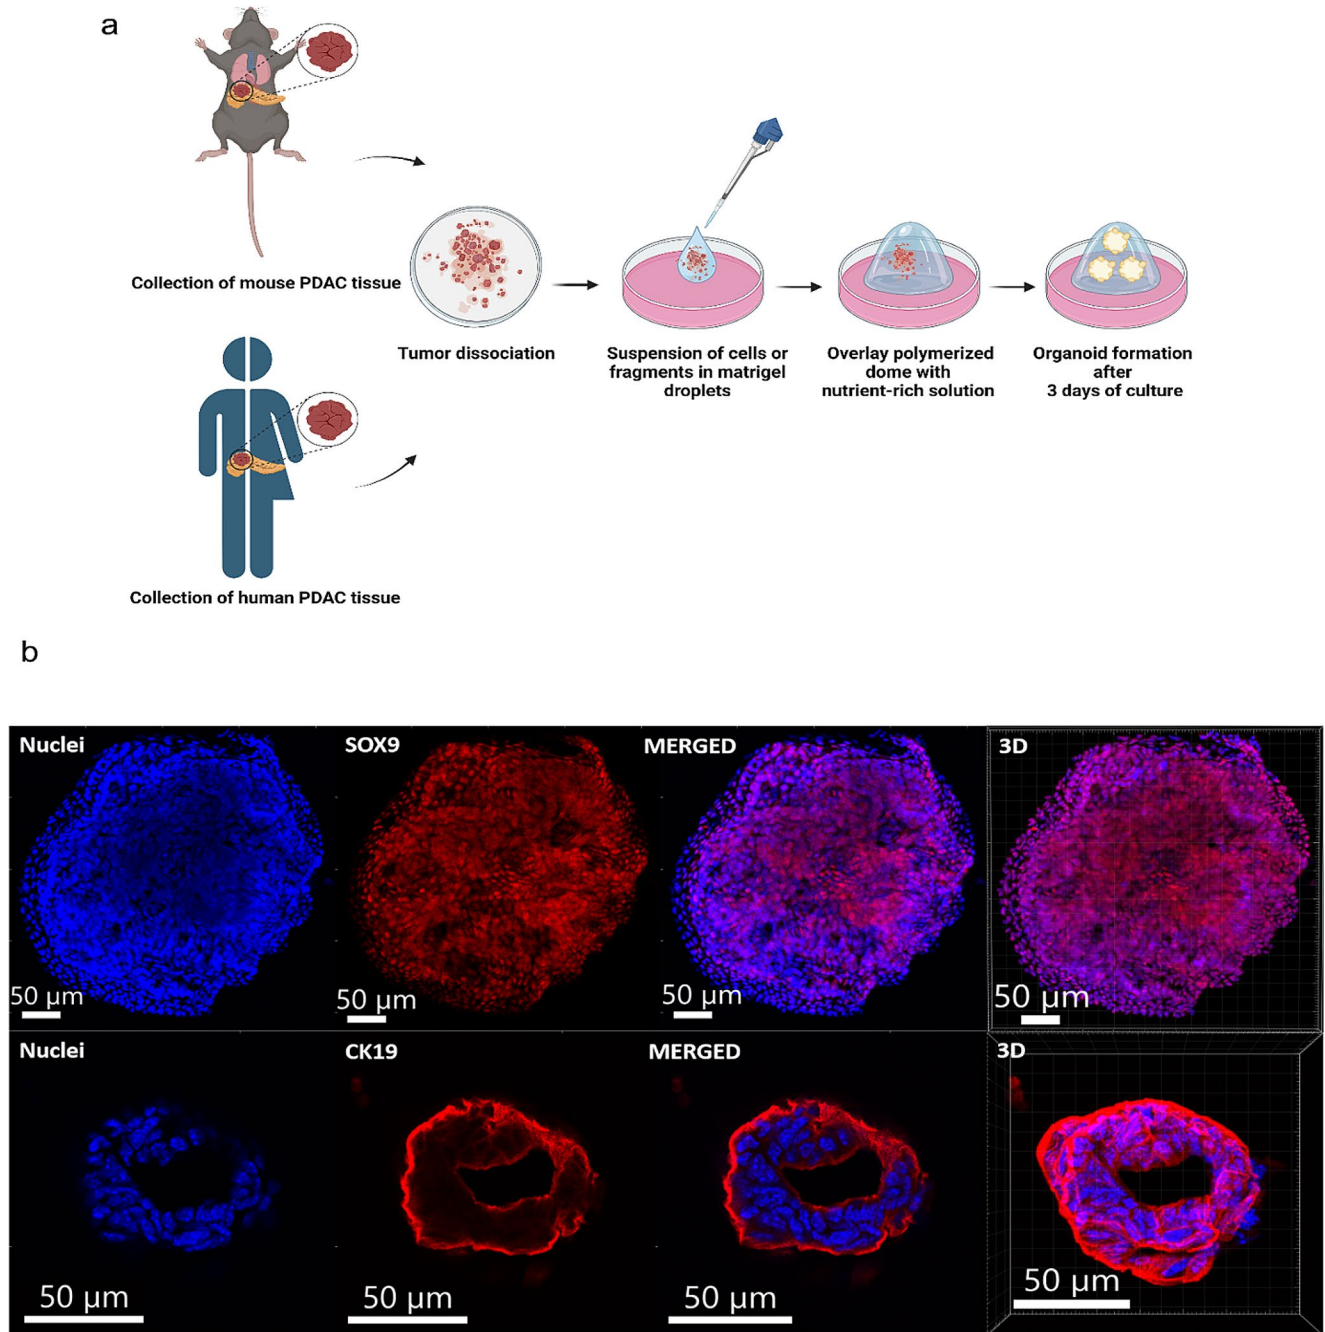 a
Collection of mouse PDAC tissue
Tumor dissociation
Suspension of cells or
fragments in matrigel
droplets
Overlay polymerized
dome with
nutrient-rich solution
Organoid formation
after
3 days of culture
Collection of human PDAC tissue
b
Nuclei
SOX9
MERGED
3D
50 µm
50 µm
50 µm
50 µm
Nuclei
CK19
MERGED
3D
50 µm
50 µm
50 µm
50 µm